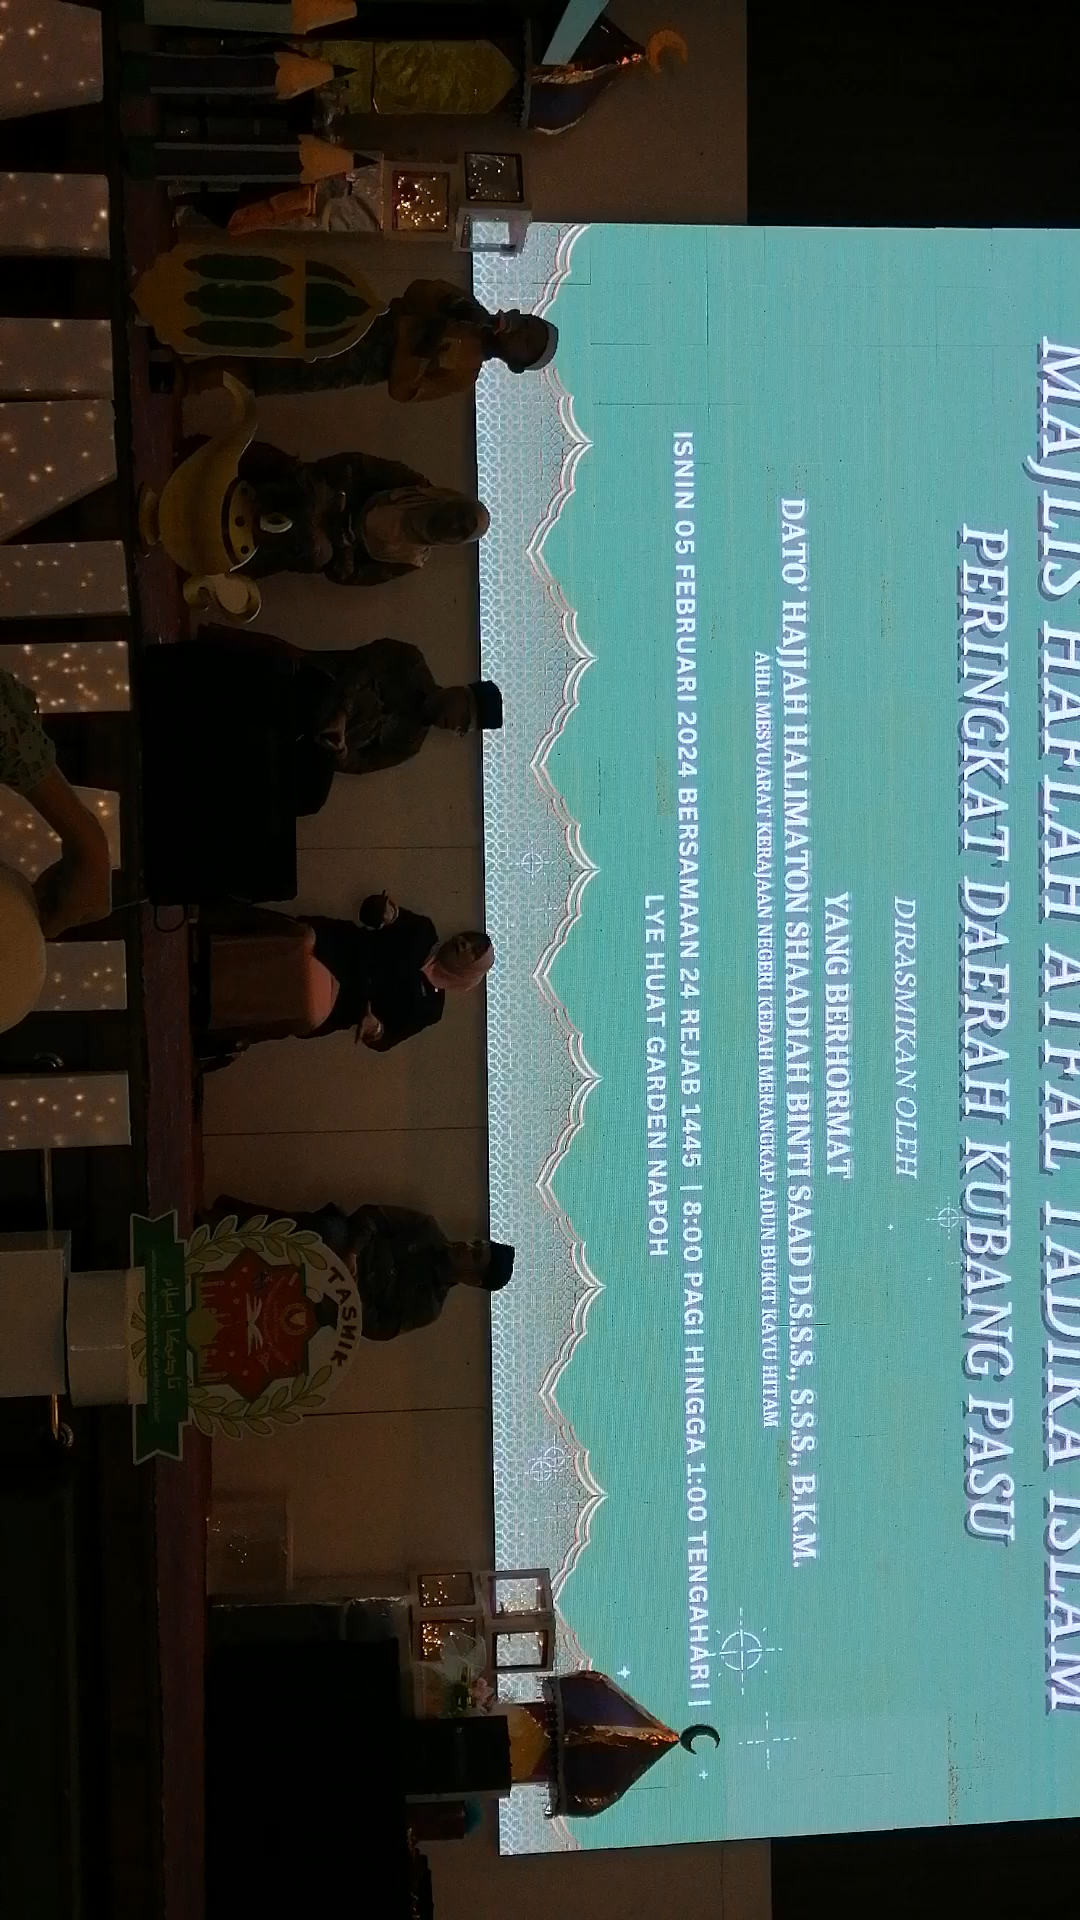 MAJLIS HAFLAH ATFAL TADIKA ISLAM
PERINGKAT DAERAH KUBANG PASU
DIRASMIKAN OLEH
YANG BERHORMAT
DATO' HAJJAH HALIMATON SHAADIAH BINTI SAAD D.S.S.S., S.S.S., B.K.M.
AHLI MESYUARAT KERAJAAN NEGERI KEDAH MERANGKAP ADUN BUKIT KAYU HITAM
ISNIN 05 FEBRUARI 2024 BERSAMAAN 24 REJAB 1445 | 8:00 PAGI HINGGA 1:00 TENGAHARI |
LYE HUAT GARDEN NAPOH
TASMIK
تاديکا إسلام